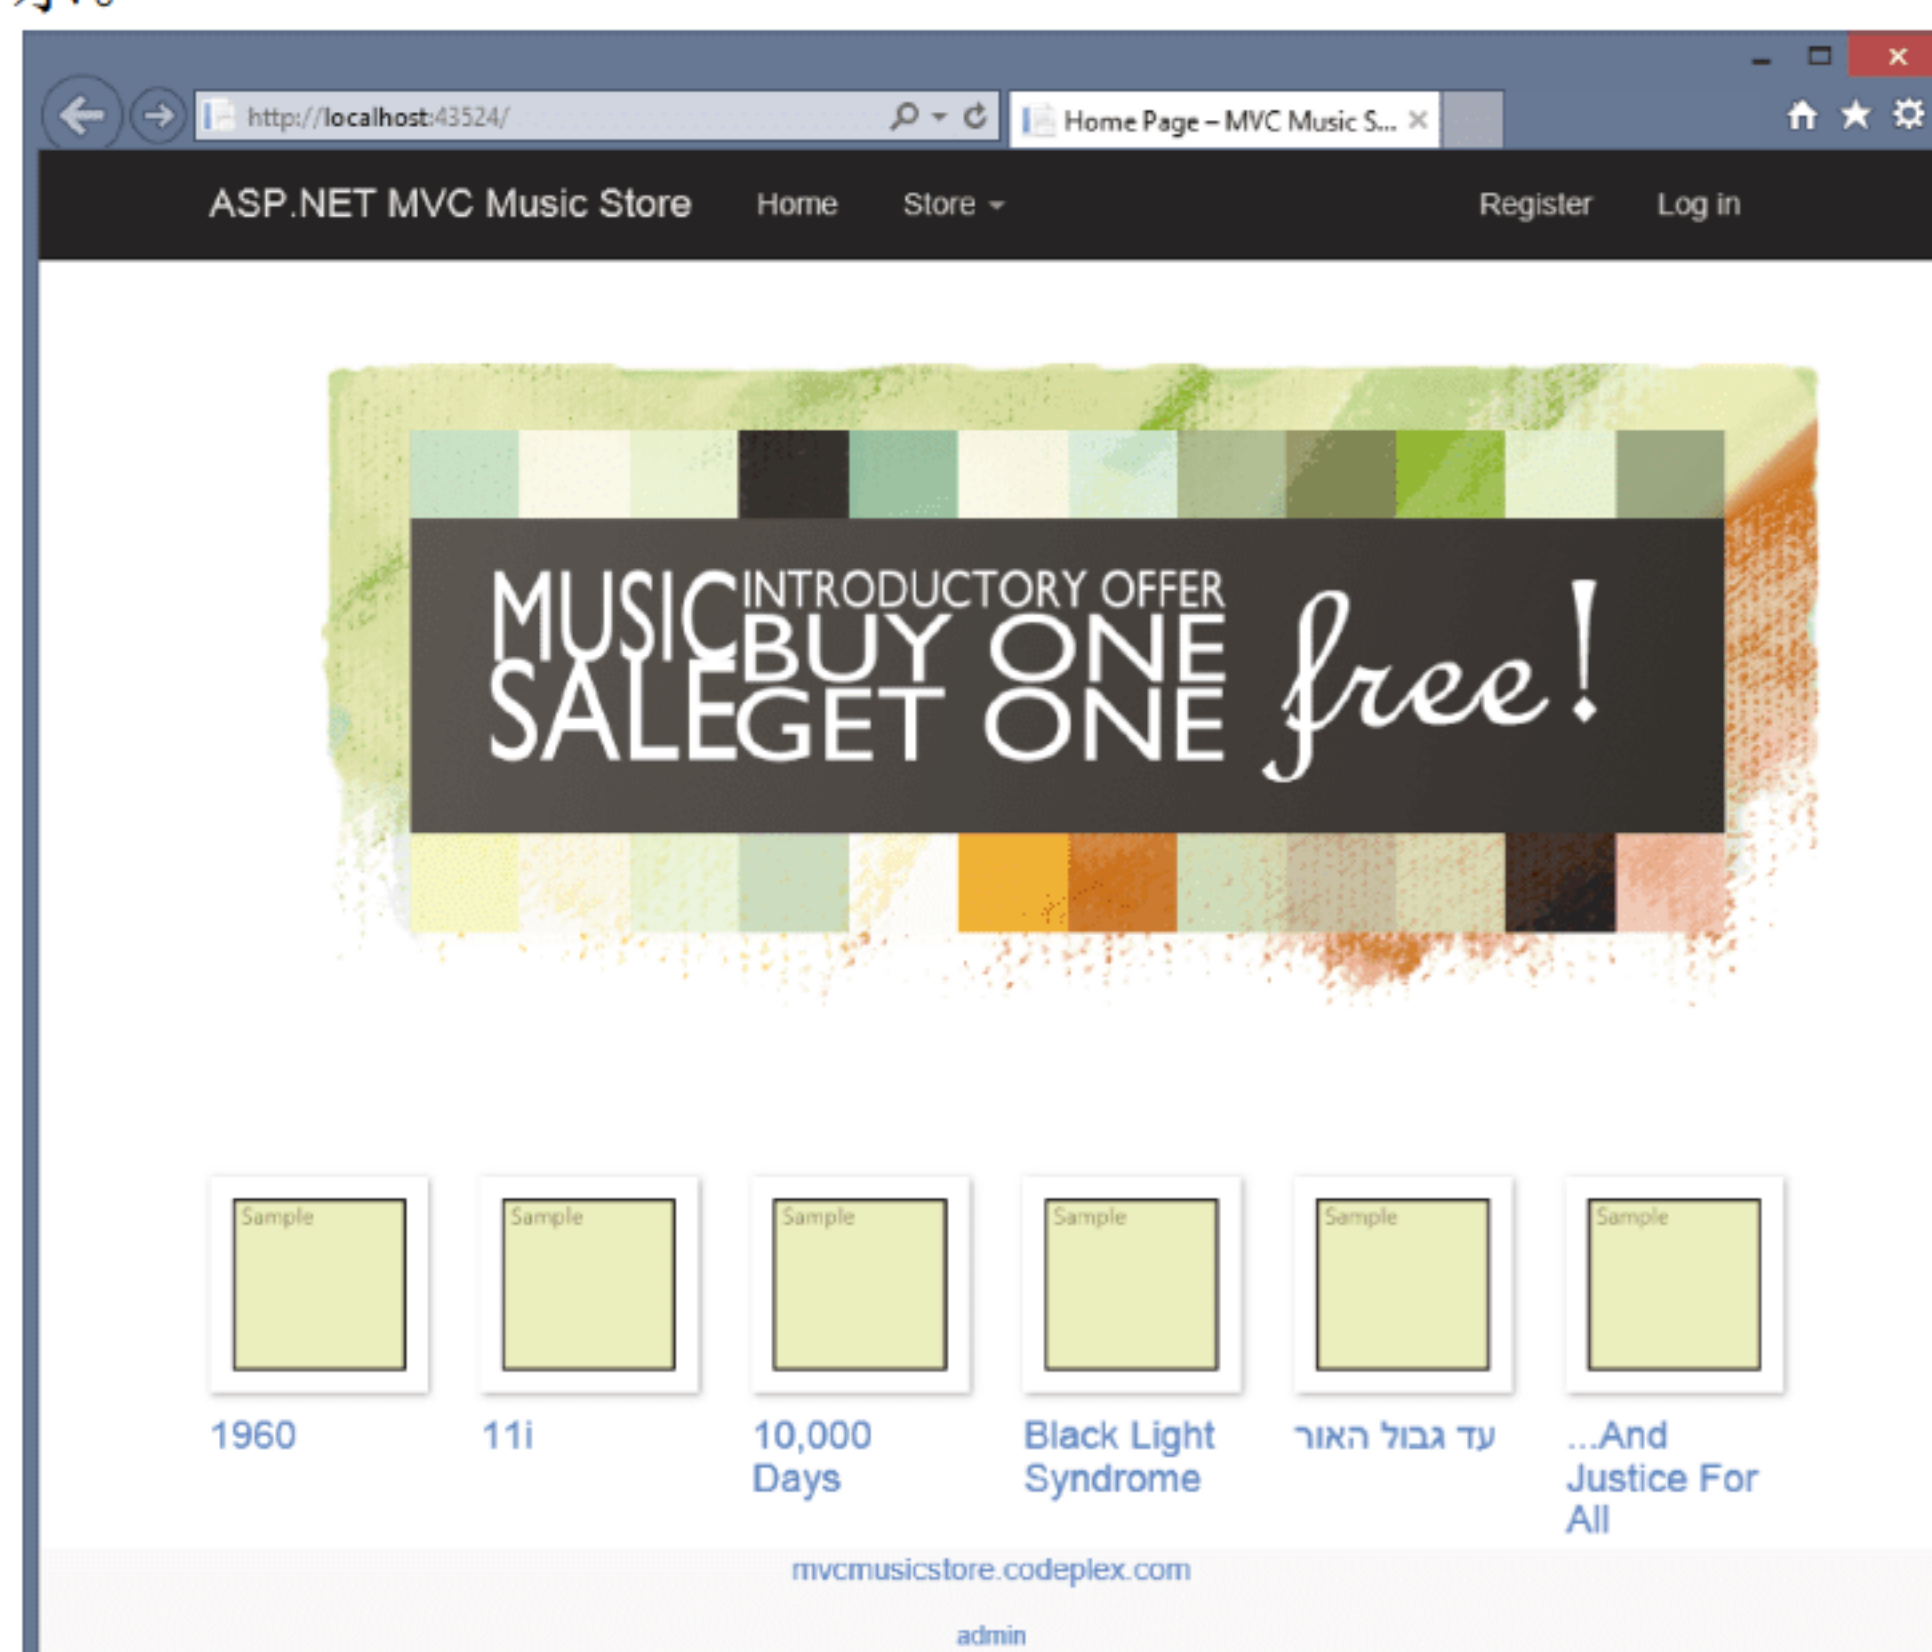 示。
http://localhost:43524/
Home Page – MVC Music S...
ASP.NET MVC Music Store Home Store Register Log in
MUSIC SALE
INTRODUCTORY OFFER
BUY ONE
GET ONE
free!
Sample Sample Sample Sample Sample Sample
1960
11i
10,000
Days
Black Light
Syndrome
עד גבול האור
...And
Justice For
All
mvcmusicstore.codeplex.com
admin